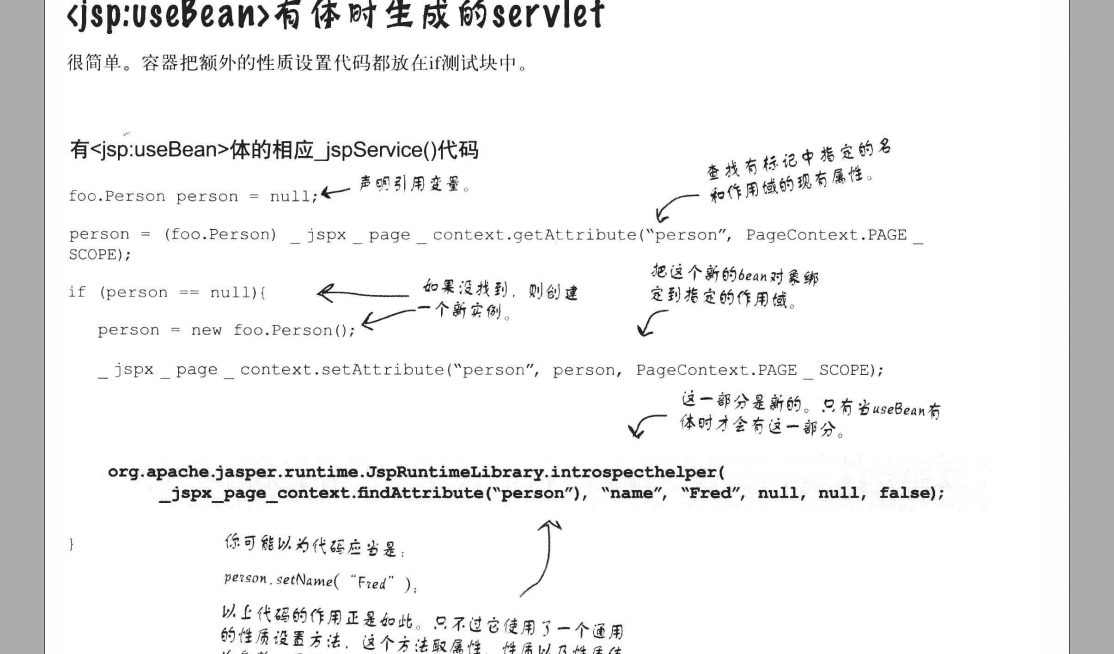 <jsp:useBean>有体时生成的servlet
很简单。容器把额外的性质设置代码都放在if测试块中。
有<jsp:useBean>体的相应_jspService()代码
foo.Person person = null;
声明引用变量。
查找有标记中指定的名
和作用域的现有属性。
person = (foo.Person) _ jspx _ page _ context.getAttribute(“person”, PageContext.PAGE _
SCOPE);
if (person == null){
如果没找到，则创建
一个新实例。
把这个新的bean对象绑
定到指定的作用域。
person = new foo.Person();
_ jspx _ page _ context.setAttribute(“person”, person, PageContext.PAGE _ SCOPE);
这一部分是新的。只有当useBean有
体时才会有这一部分。
org.apache.jasper.runtime.JspRuntimeLibrary.introspecthelper(
_jspx_page_context.findAttribute(“person”), “name”, “Fred”, null, null, false);
}
你可能以为代码应当是：
person.setName( “Fred” );
以上代码的作用正是如此。只不过它使用了一个通用
的性质设置方法，这个方法取属性、性质以及性质值